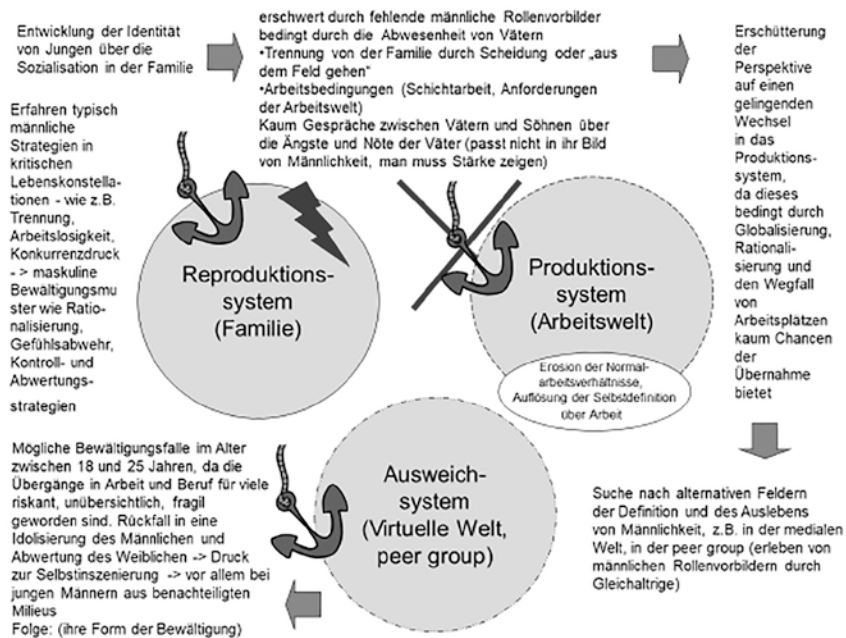 Entwicklung der Identität
von Jungen über die
Sozialisation in der Familie
erschwert durch fehlende männliche Rollenvorbilder
bedingt durch die Abwesenheit von Vätern
•Trennung von der Familie durch Scheidung oder „aus
dem Feld gehen“
•Arbeitsbedingungen (Schichtarbeit, Anforderungen
der Arbeitswelt)
Kaum Gespräche zwischen Vätern und Söhnen über
die Ängste und Nöte der Väter (passt nicht in ihr Bild
von Männlichkeit, man muss Stärke zeigen)
Erschütterung
der
Perspektive
auf einen
gelingenden
Wechsel
in das
Produktions-
system,
da dieses
bedingt durch
Globalisierung,
Rationali-
sierung und
den Wegfall
von
Arbeitsplätzen
kaum Chancen
der
Übernahme
bietet
Erfahren typisch
männliche
Strategien in
kritischen
Lebenskonstella-
tionen - wie z.B.
Trennung,
Arbeitslosigkeit,
Konkurrenzdruck
- > maskuline
Bewältigungsmu
ster wie Ratio-
nalisierung,
Gefühlsabwehr,
Kontroll- und
Abwertungs-
strategien
Reproduktions-
system
(Familie)
Produktions-
system
(Arbeitswelt)
Erosion der Normal-
arbeitsverhältnisse,
Auflösung der Selbstdefinition
über Arbeit
Ausweich-
system
(Virtuelle Welt,
peer group)
Suche nach alternativen Feldern
der Definition und des Auslebens
von Männlichkeit, z.B. in der medialen
Welt, in der peer group (erleben von
männlichen Rollenvorbildern durch
Gleichaltrige)
Mögliche Bewältigungsfalle im Alter
zwischen 18 und 25 Jahren, da die
Übergänge in Arbeit und Beruf für viele
riskant, unübersichtlich, fragil
geworden sind. Rückfall in eine
Idolisierung des Männlichen und
Abwertung des Weiblichen -> Druck
zur Selbstinszenierung -> vor allem bei
jungen Männern aus benachteiligten
Milieus
Folge: (ihre Form der Bewältigung)